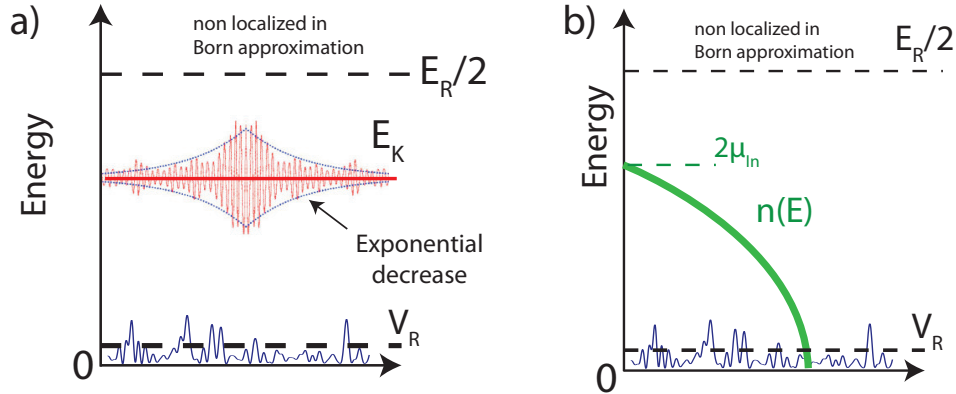 a)
non localized in
Born approximation
E_R/2
E_K
Energy
Exponential
decrease
V_R
0
b)
non localized in
Born approximation
E_R/2
2μ_In
Energy
n(E)
V_R
0